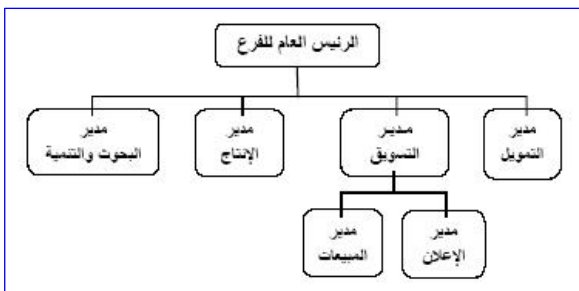 الرئيس العام للفرع
مدير
التمويل
مدير
التسويق
مدير
الإنتاج
مدير
البحوث والتنمية
مدير
الإعلان
مدير
المبيعات